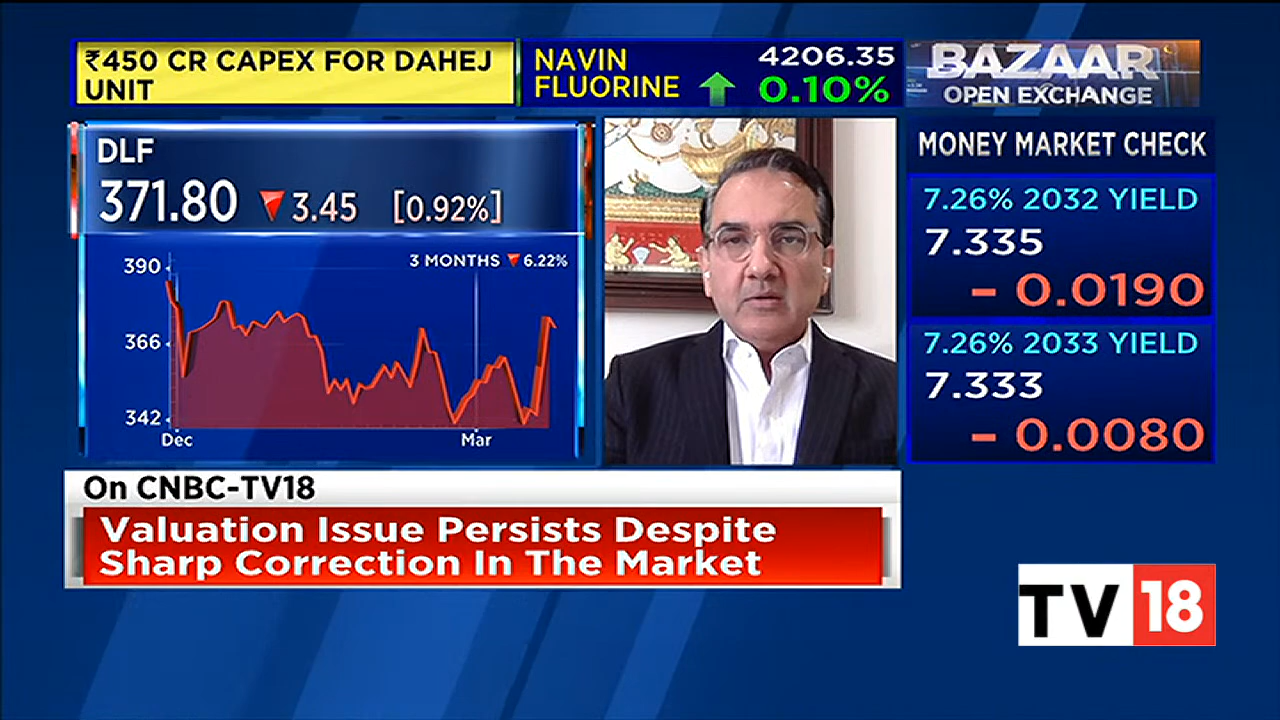 ₹450 CR CAPEX FOR DAHEJ
UNIT
NAVIN
FLUORINE
4206.35
0.10%
BAZAAR
OPEN EXCHANGE
DLF
371.80 ▼ 3.45 [0.92%]
3 MONTHS ▼ 6.22%
390
366
342
Dec Mar
MONEY MARKET CHECK
7.26% 2032 YIELD
7.335
- 0.0190
7.26% 2033 YIELD
7.333
- 0.0080
On CNBC-TV18
Valuation Issue Persists Despite
Sharp Correction In The Market
TV18